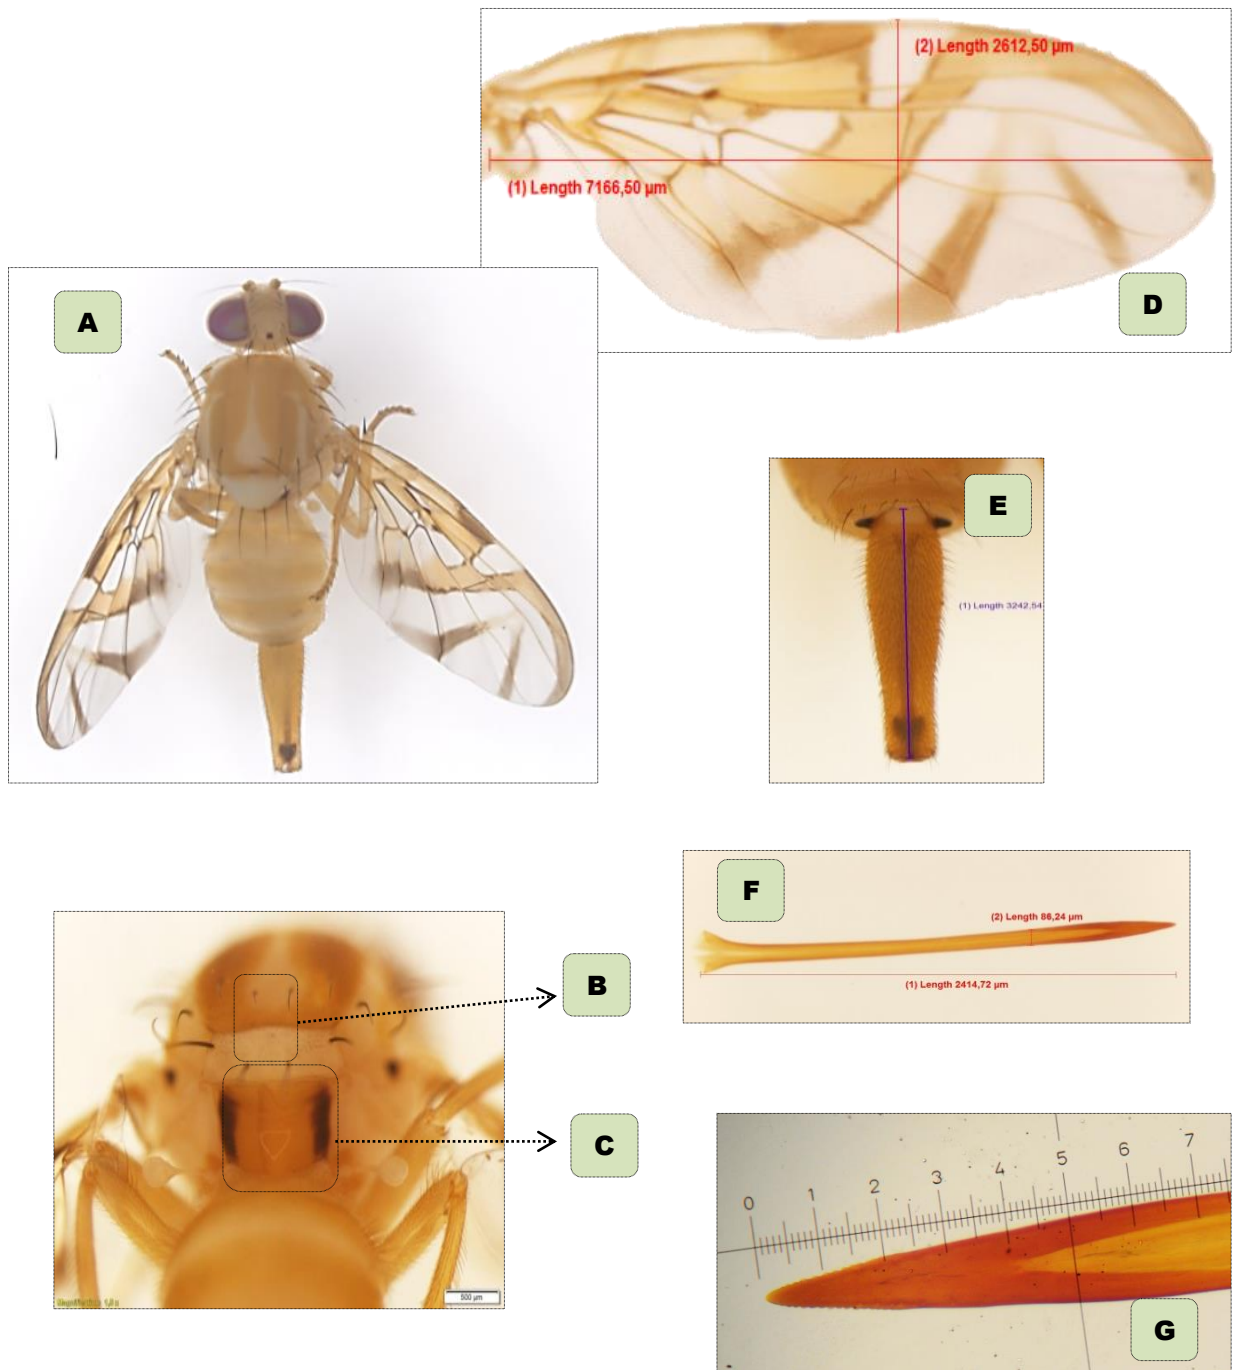 (2) Length 2612,50 µm
(1) Length 7166,50 µm
D
A
E
(1) Length 3242,54
F
(2) Length 86,24 µm
(1) Length 2414,72 µm
B
C
500 µm
0 1 2 3 4 5 6 7
G